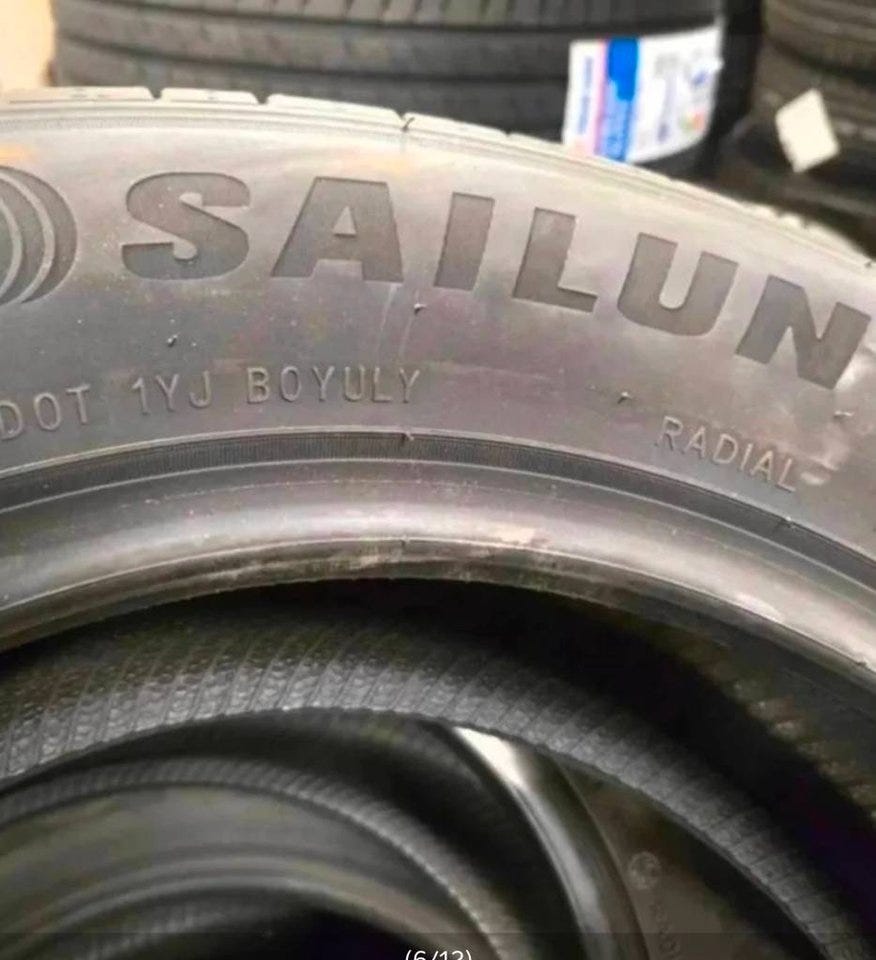 SAILUN
DOT 1YJ BOYULY
RADIAL
(6/12)